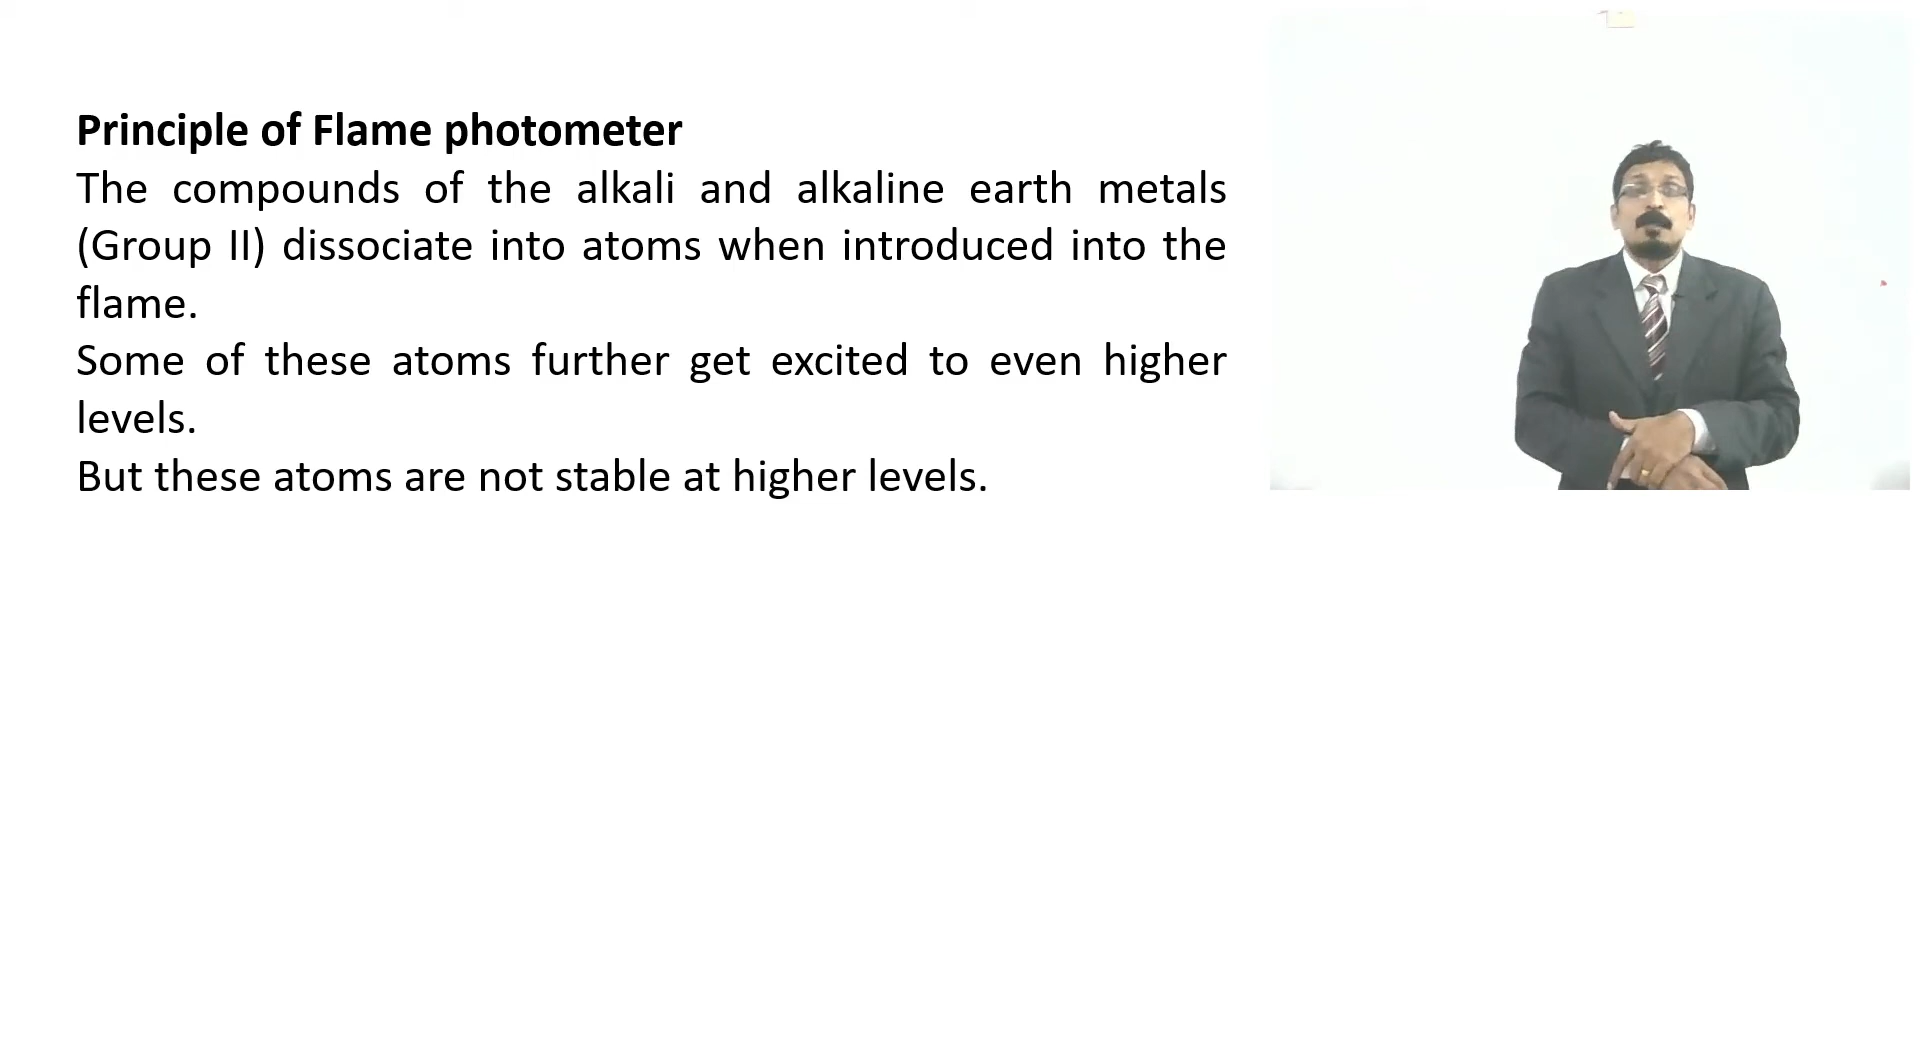 Principle of Flame photometer
The compounds of the alkali and alkaline earth metals
(Group II) dissociate into atoms when introduced into the
flame.
Some of these atoms further get excited to even higher
levels.
But these atoms are not stable at higher levels.